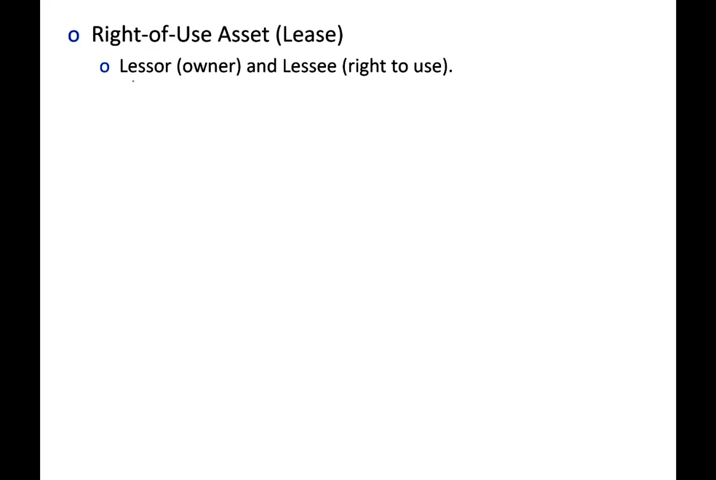 o Right-of-Use Asset (Lease)
o Lessor (owner) and Lessee (right to use).